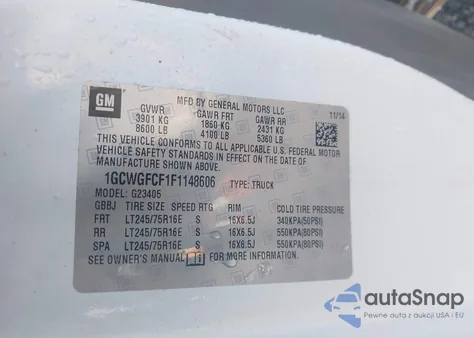 GM
MFD BY GENERAL MOTORS LLC
11/14
GVWR GAWR FRT GAWR RR
3901 KG 1860 KG 2431 KG
8600 LB 4100 LB 5360 LB
THIS VEHICLE CONFORMS TO ALL APPLICABLE U.S. FEDERAL MOTOR
VEHICLE SAFETY STANDARDS IN EFFECT ON THE DATE OF
MANUFACTURE SHOWN ABOVE.
1GCWGFCF1F1148606 TYPE: TRUCK
MODEL: G23405
GBBJ TIRE SIZE SPEED RTG RIM COLD TIRE PRESSURE
FRT LT245/75R16E S 16X6.5J 340KPA(50PSI)
RR LT245/75R16E S 16X6.5J 550KPA(80PSI)
SPA LT245/75R16E S 16X6.5J 550KPA(80PSI)
SEE OWNER'S MANUAL FOR MORE INFORMATION.
autoSnap
Pewne auta z aukcji USA - EU